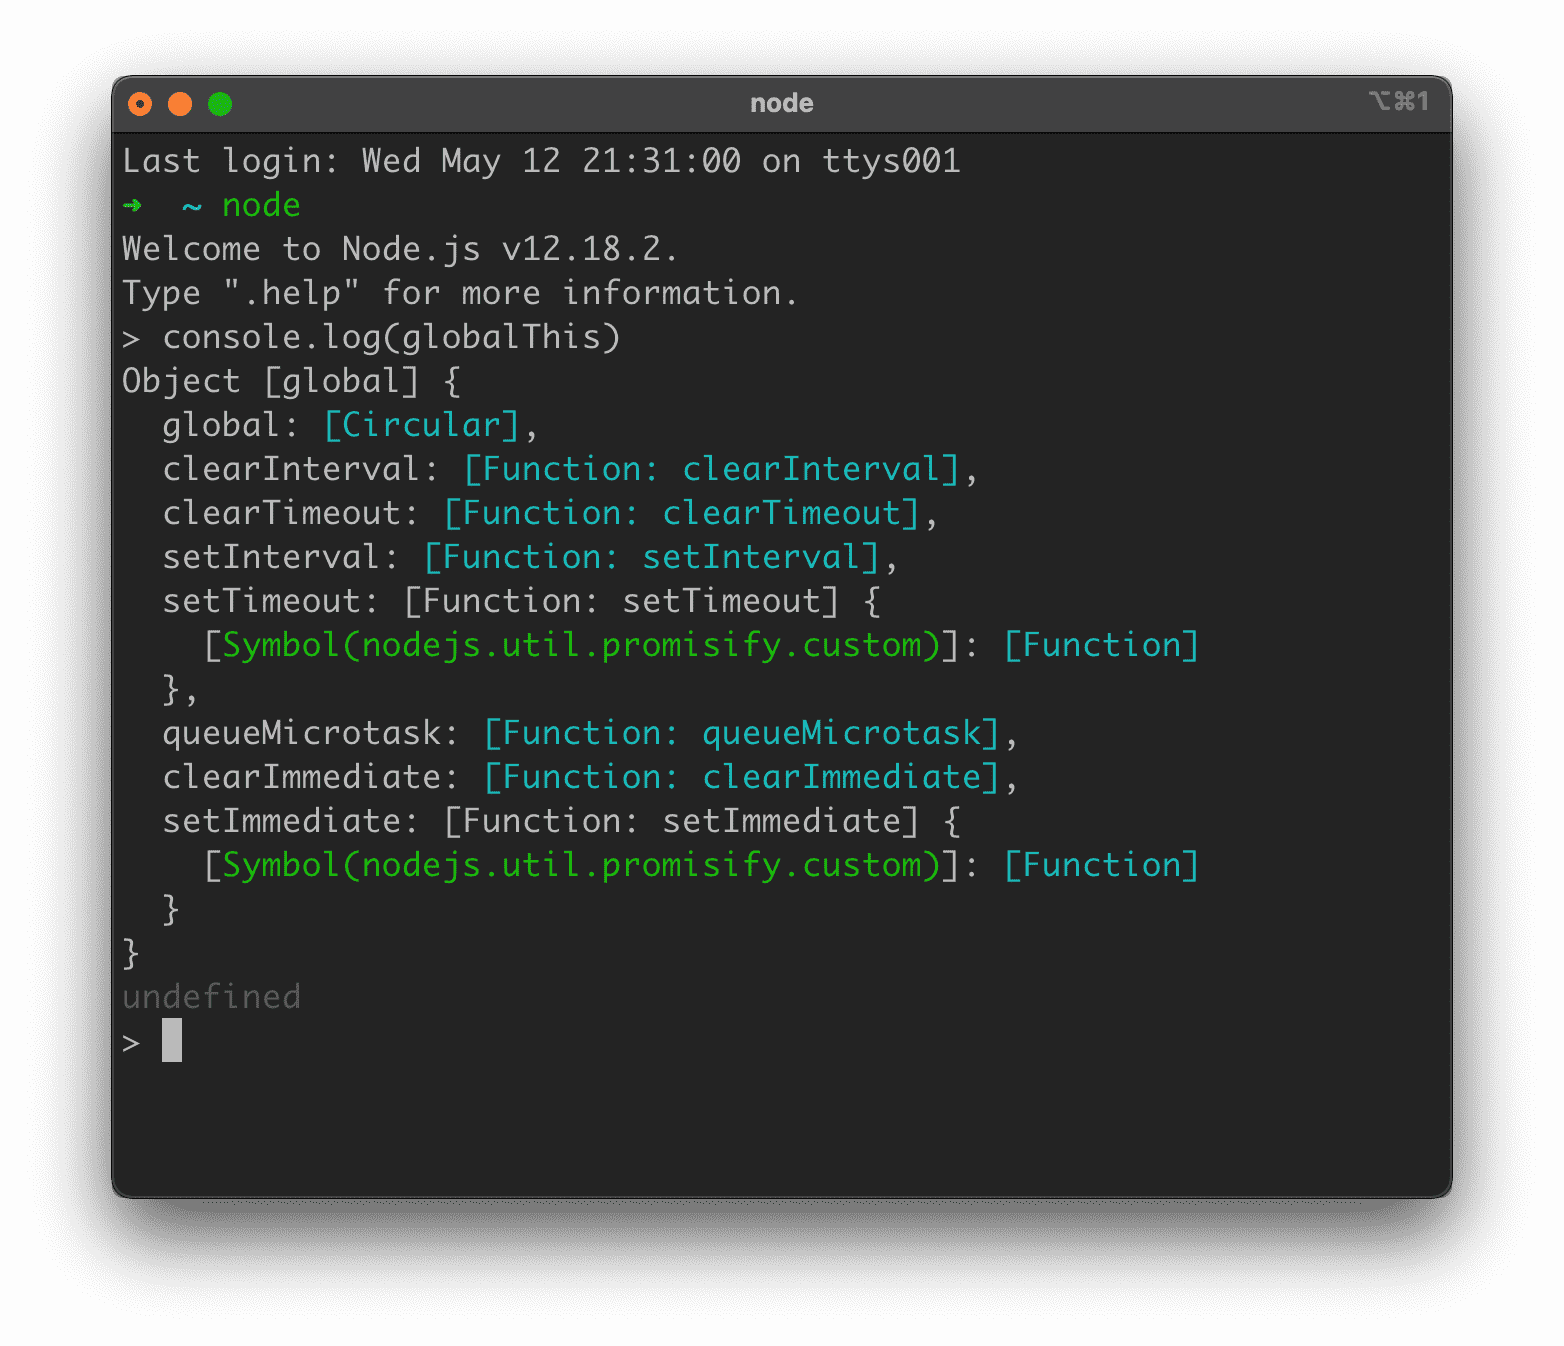 node
⌥⌘1
Last login: Wed May 12 21:31:00 on ttys001
➜  ~ node
Welcome to Node.js v12.18.2.
Type ".help" for more information.
> console.log(globalThis)
Object [global] {
  global: [Circular],
  clearInterval: [Function: clearInterval],
  clearTimeout: [Function: clearTimeout],
  setInterval: [Function: setInterval],
  setTimeout: [Function: setTimeout] {
    [Symbol(nodejs.util.promisify.custom)]: [Function]
  },
  queueMicrotask: [Function: queueMicrotask],
  clearImmediate: [Function: clearImmediate],
  setImmediate: [Function: setImmediate] {
    [Symbol(nodejs.util.promisify.custom)]: [Function]
  }
}
undefined
>